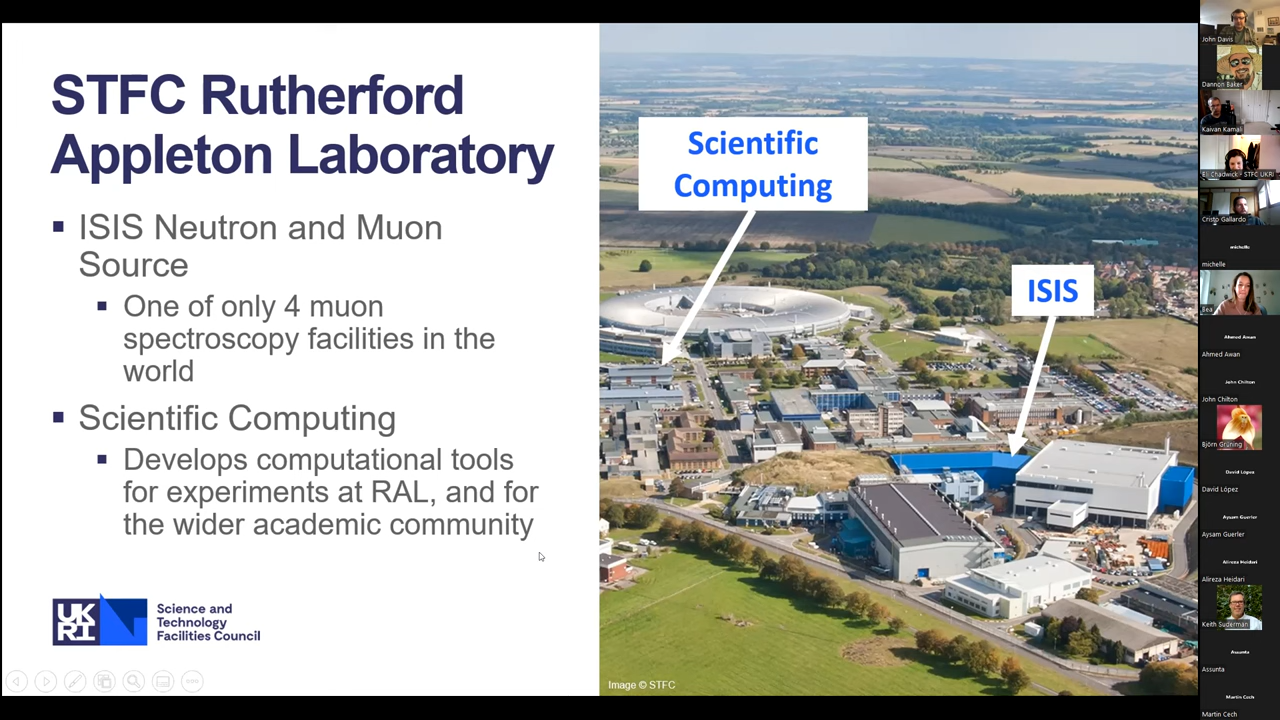 STFC Rutherford
Appleton Laboratory
ISIS Neutron and Muon
Source
One of only 4 muon
spectroscopy facilities in the
world
Scientific Computing
Develops computational tools
for experiments at RAL, and for
the wider academic community
UK
RI
Science and
Technology
Facilities Council
Scientific
Computing
ISIS
Image © STFC
John Davis
Dannon Baker
Kaivan Kamali
Eli Chadwick - STFC UKRI
Cristo Gallardo
michelle
michelle
Bea
Ahmed Awan
Ahmed Awan
John Chilton
John Chilton
Björn Grüning
David López
David López
Aysam Guerler
Aysam Guerler
Alireza Heidari
Alireza Heidari
Keith Suderman
Assunta
Assunta
Martin Cech
Martin Cech